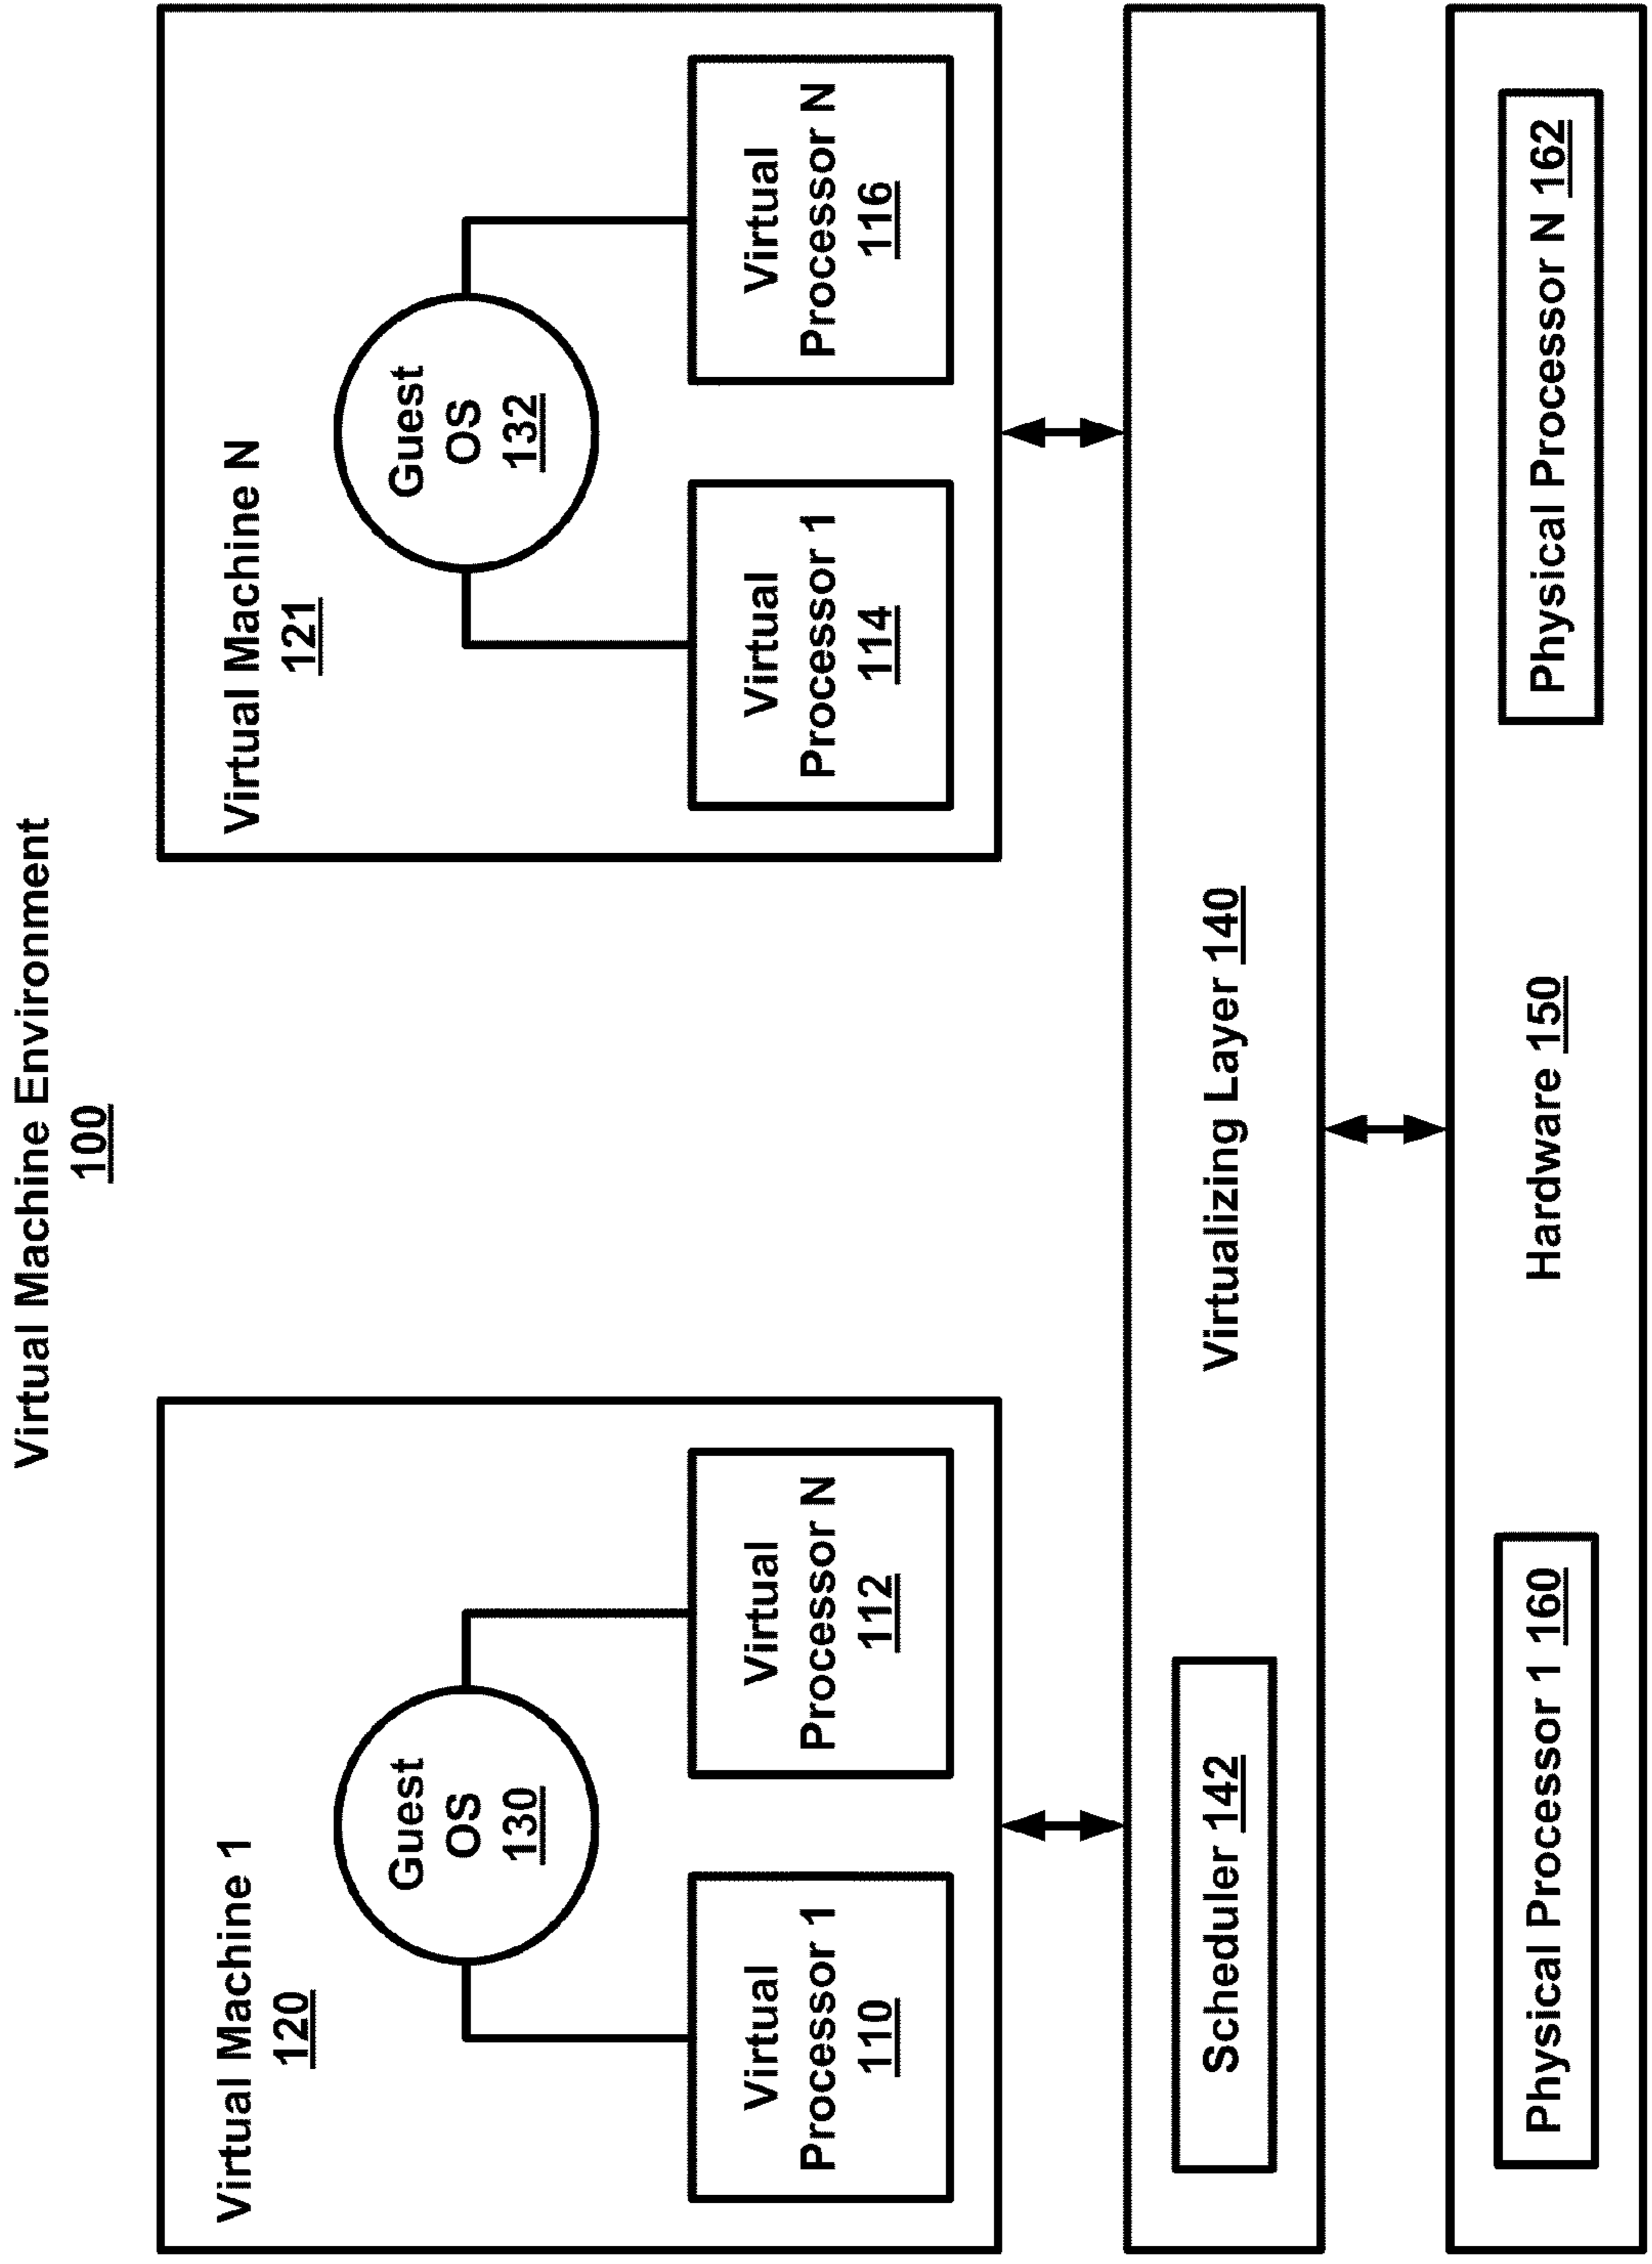 Virtual Machine Environment
100
Virtual Machine 1
120
Guest
OS
130
Virtual
Processor 1
110
Virtual
Processor N
112
Virtual Machine N
121
Guest
OS
132
Virtual
Processor 1
114
Virtual
Processor N
116
Scheduler 142
Virtualizing Layer 140
Physical Processor 1 160
Hardware 150
Physical Processor N 162